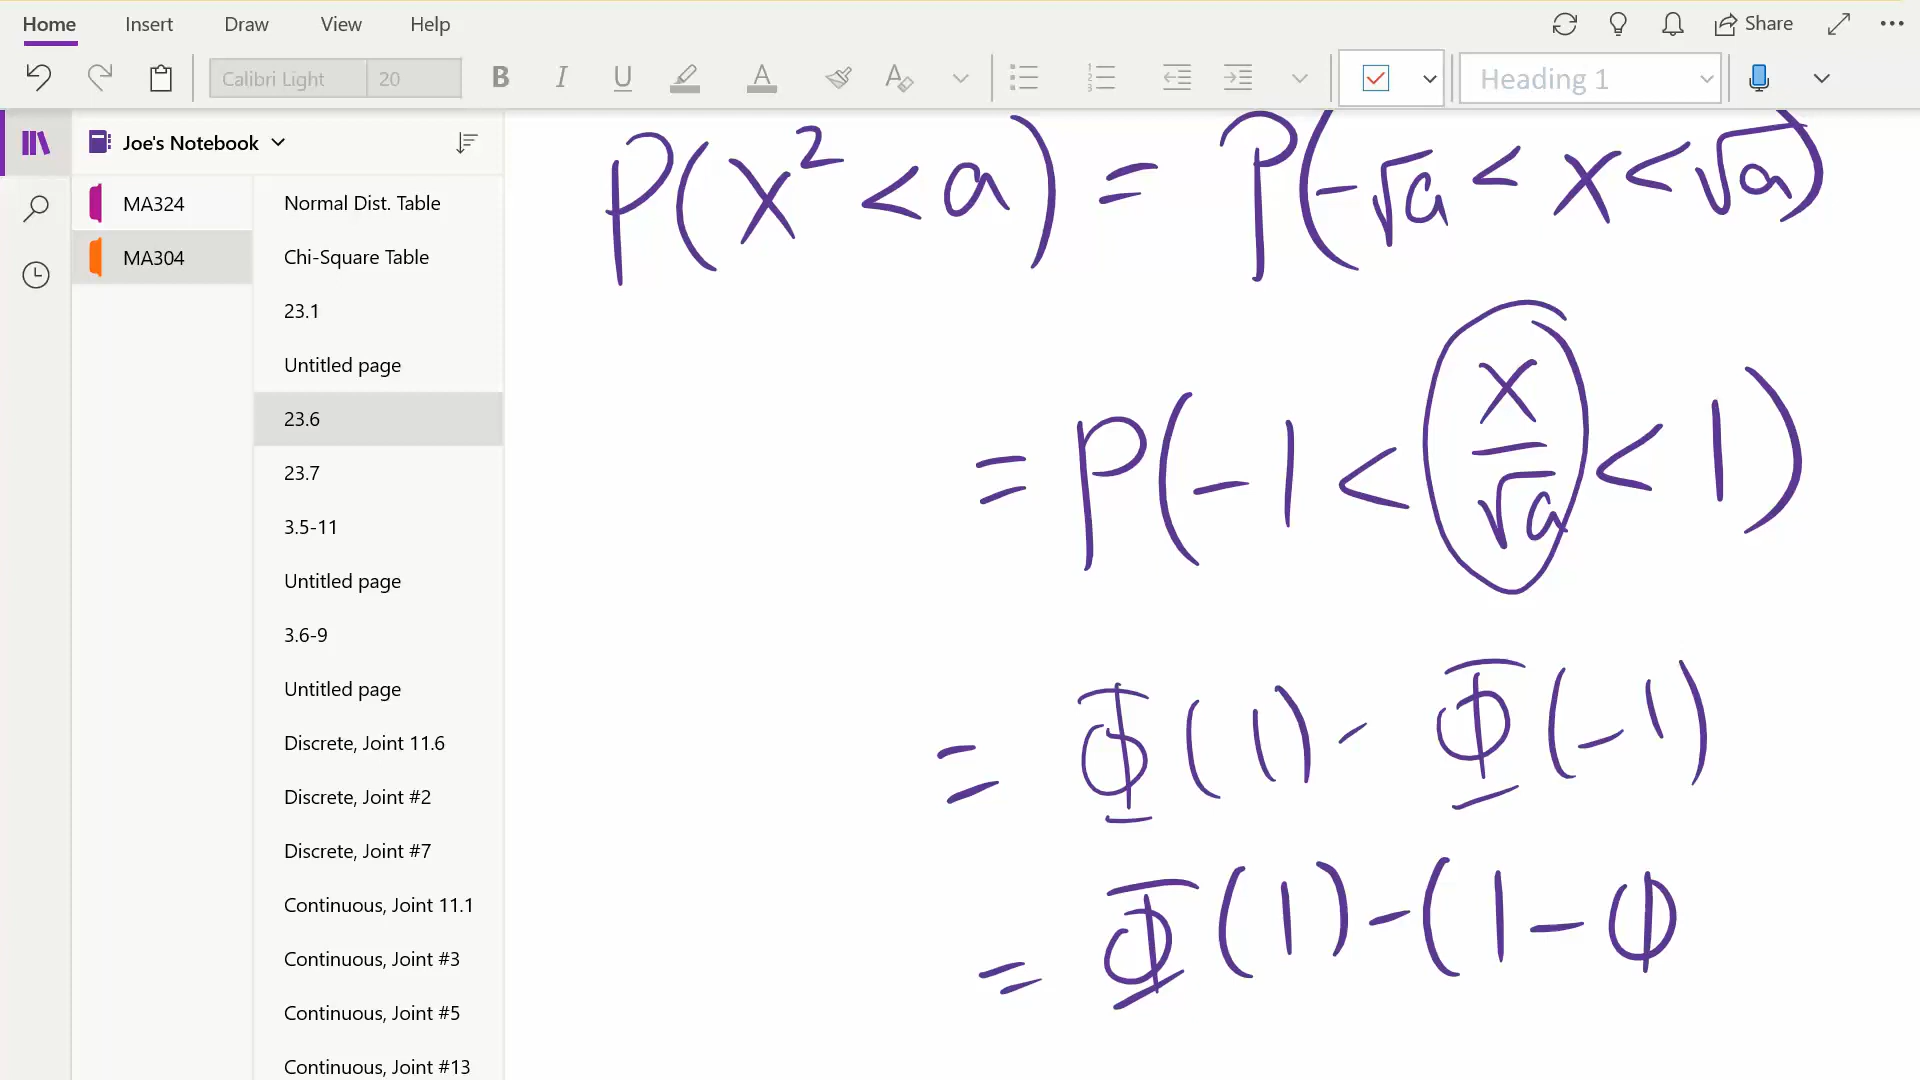 Home Insert Draw View Help Share
Calibri Light 20 B I U A A Heading 1
Joe's Notebook
MA324
MA304
Normal Dist. Table
Chi-Square Table
23.1
Untitled page
23.6
23.7
3.5-11
Untitled page
3.6-9
Untitled page
Discrete, Joint 11.6
Discrete, Joint #2
Discrete, Joint #7
Continuous, Joint 11.1
Continuous, Joint #3
Continuous, Joint #5
Continuous, Joint #13
P(x² < a) = P(-√a < x < √a)
= P(-1 < x/√a < 1)
= Φ(1) - Φ(-1)
= Φ(1) - (1 - Φ